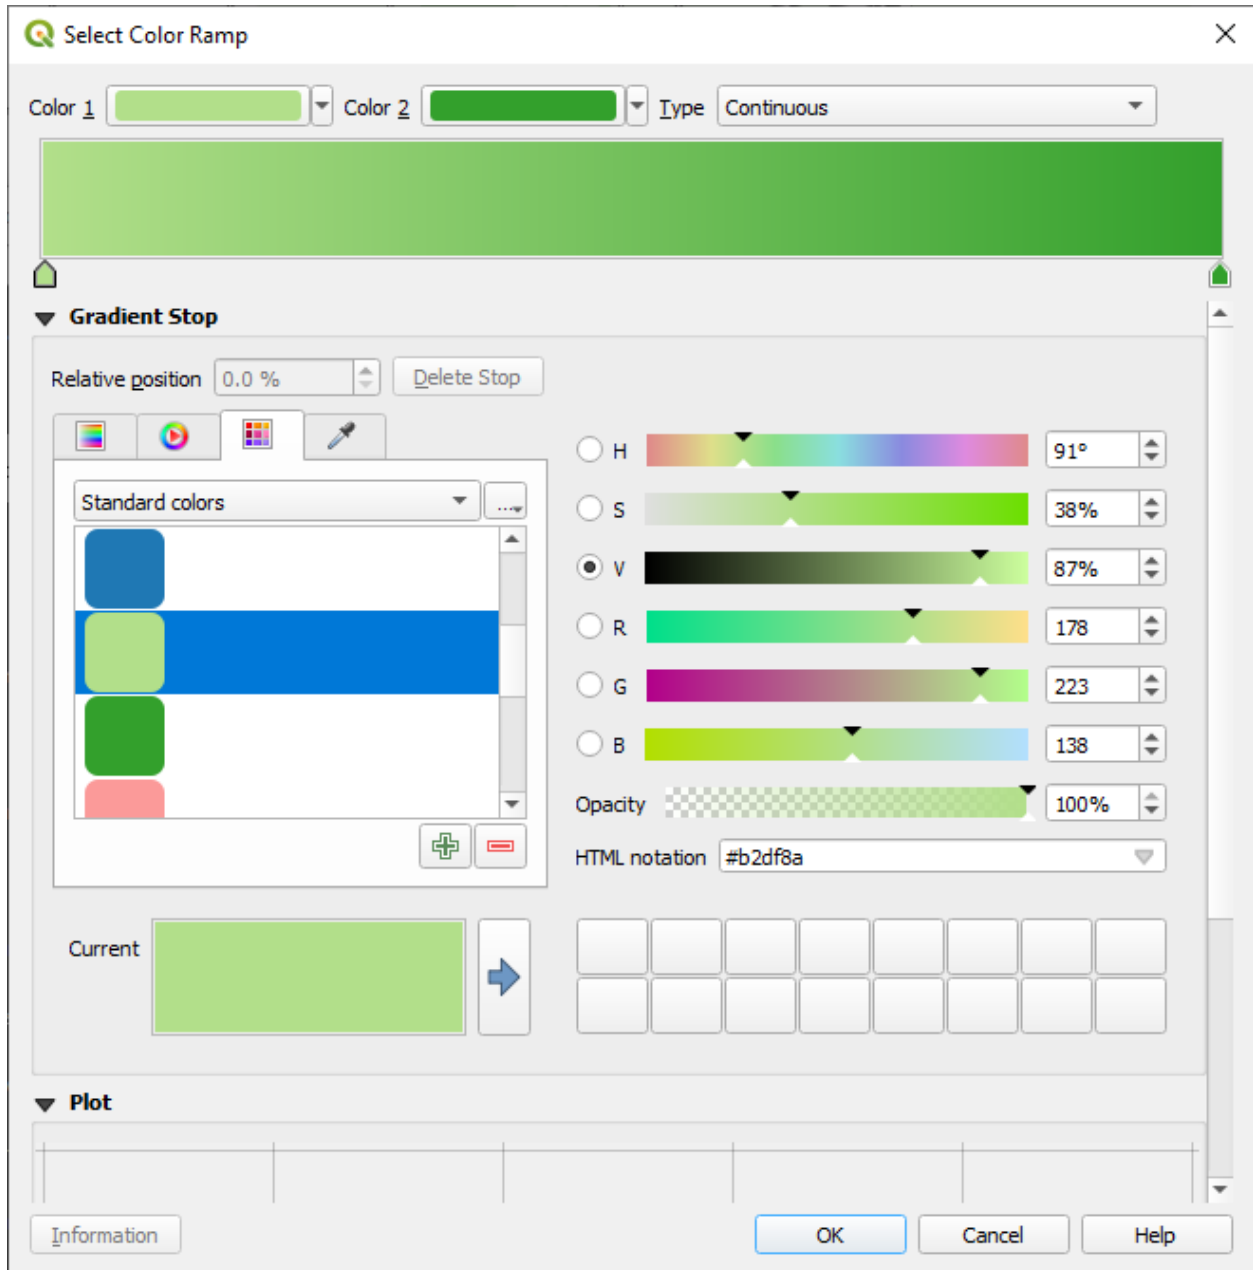 Select Color Ramp
Color 1 Color 2 Type Continuous
Gradient Stop
Relative position 0.0 % Delete Stop
H 91°
Standard colors ... S 38%
V 87%
R 178
G 223
B 138
Opacity 100%
HTML notation #b2df8a
Current
Plot
Information OK Cancel Help